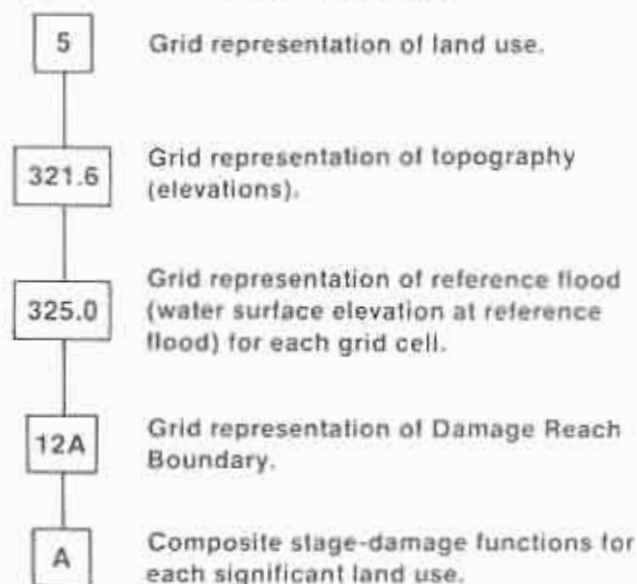 5
Grid representation of land use.
321.6
Grid representation of topography
(elevations).
325.0
Grid representation of reference flood
(water surface elevation at reference
flood) for each grid cell.
12A
Grid representation of Damage Reach
Boundary.
A
Composite stage-damage functions for
each significant land use.